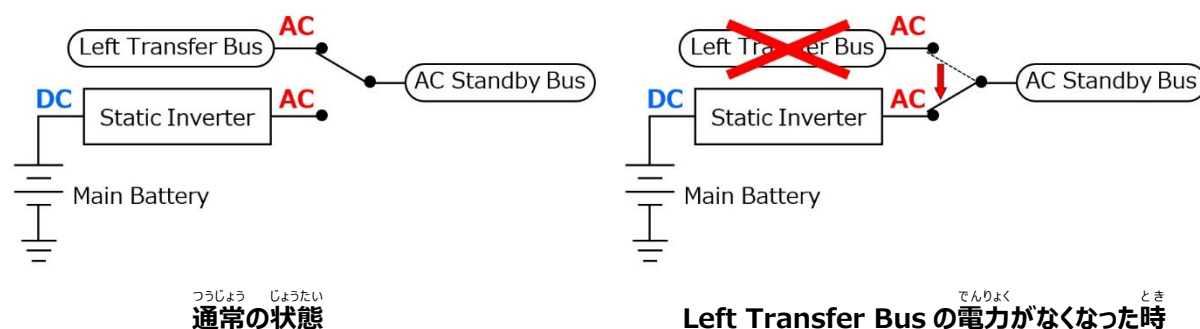 AC
Left Transfer Bus
AC Standby Bus
DC
AC
Static Inverter
Main Battery
つうじょう じょうたい
通常の状態
AC
Left Transfer Bus
AC Standby Bus
DC
AC
Static Inverter
Main Battery
でんりょく とき
Left Transfer Bus の電力がなくなった時